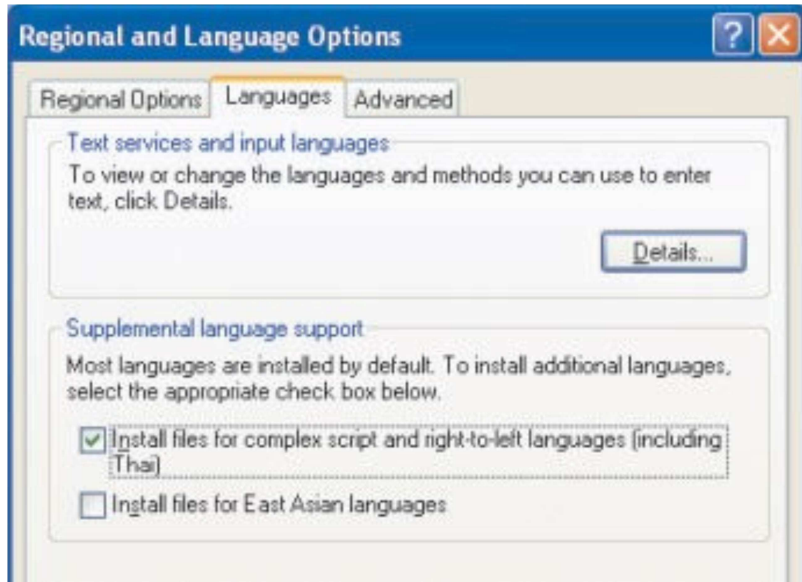 Regional and Language Options
Regional Options Languages Advanced
Text services and input languages
To view or change the languages and methods you can use to enter
text, click Details.
Details...
Supplemental language support
Most languages are installed by default. To install additional languages,
select the appropriate check box below.
Install files for complex script and right-to-left languages (including
Thai)
Install files for East Asian languages